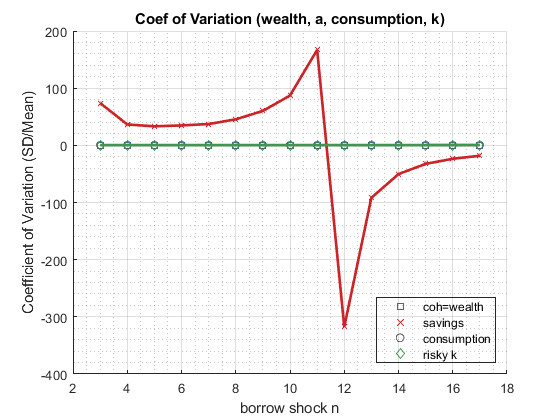 Coef of Variation (wealth, a, consumption, k)
Coefficient of Variation (SD/Mean)
200
100
0
-100
-200
-300
-400
coh=wealth
savings
consumption
risky k
2 4 6 8 10 12 14 16 18
borrow shock n